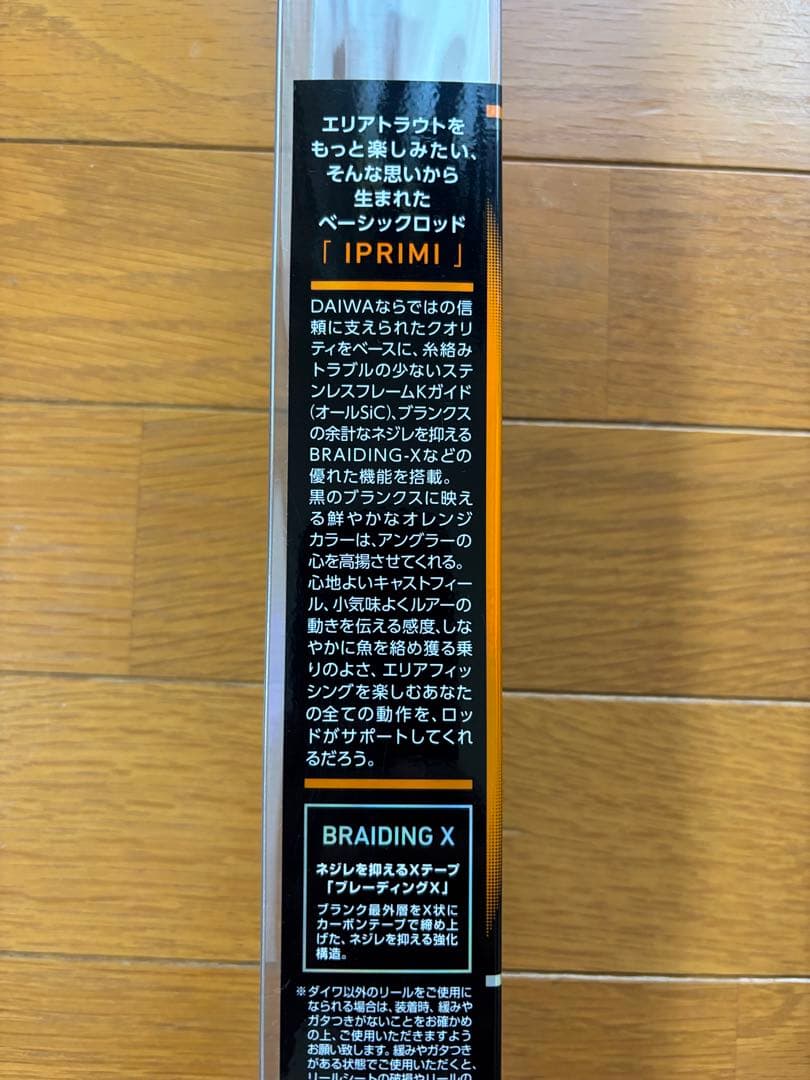 エリアトラウトを
もっと楽しみたい、
そんな思いから
生まれた
ベーシックロッド
「 IPRIMI 」
DAIWAならではの信
頼に支えられたクオリ
ティをベースに、糸絡み
トラブルの少ないステ
ンレスフレームKガイド
(オールSiC)、ブランクス
の余計なネジレを抑える
BRAIDING-Xなどの
優れた機能を搭載。
黒のブランクスに映え
る鮮やかなオレンジ
カラーは、アングラーの
心を高揚させてくれる。
心地よいキャストフィー
ル、小気味よくルアーの
動きを伝える感度、しな
やかに魚を絡め獲る乗
りのよさ、エリアフィッ
シングを楽しむあなた
の全ての動作を、ロッ
ドがサポートしてくれ
るだろう。
BRAIDING X
ネジレを抑えるXテープ
「ブレーディングX」
ブランク最外層をX状に
カーボンテープで締め上
げた、ネジレを抑える強化
構造。
※ダイワ以外のリールをご使用に
なられる場合は、装着時、緩みや
ガタつきがないことをお確かめ
の上、ご使用いただきますよう
お願い致します。緩みやガタつき
がある状態でご使用いただくと、
リールシートの破損やリールの